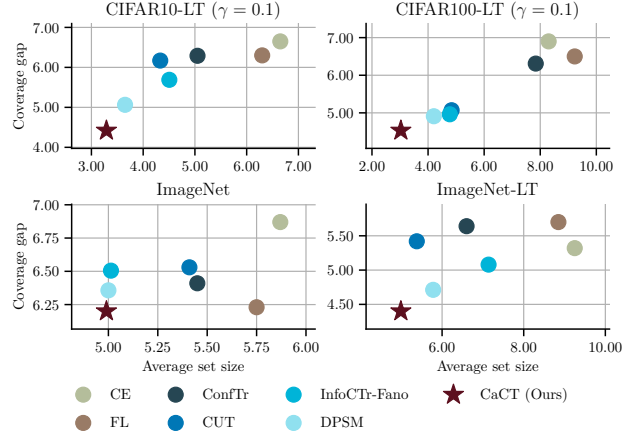 CIFAR10-LT (γ = 0.1)
CIFAR100-LT (γ = 0.1)
Coverage gap
7.00
6.00
5.00
4.00
3.00 4.00 5.00 6.00 7.00
7.00
6.00
5.00
2.00 4.00 6.00 8.00 10.00
ImageNet
ImageNet-LT
Coverage gap
7.00
6.75
6.50
6.25
5.00 5.25 5.50 5.75 6.00
Average set size
5.50
5.00
4.50
6.00 8.00 10.00
Average set size
CE ConfTr InfoCTr-Fano CaCT (Ours)
FL CUT DPSM